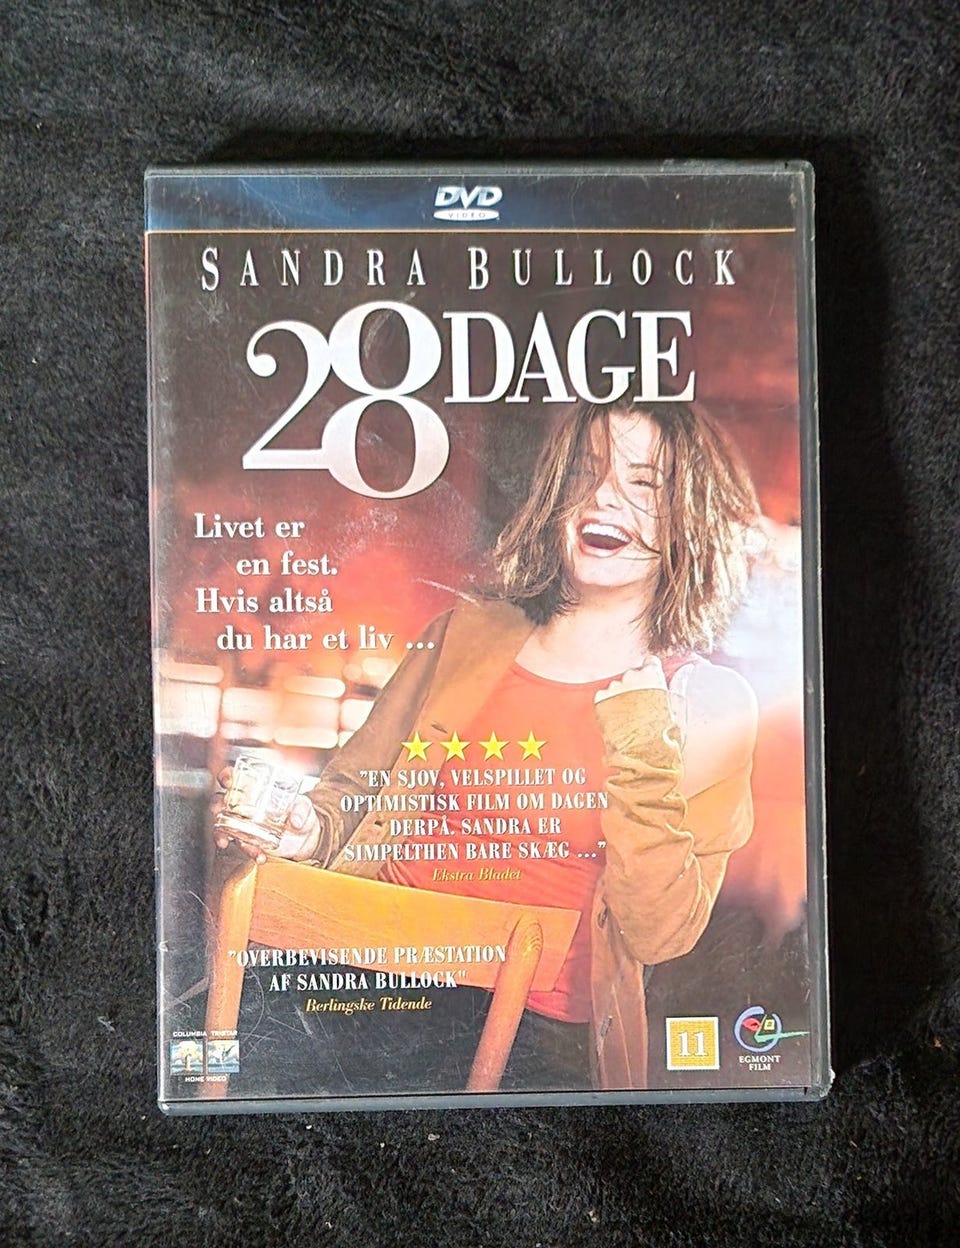 DVD
VIDEO
SANDRA BULLOCK
28 DAGE
Livet er
en fest.
Hvis altså
du har et liv ...
"EN SJOV, VELSPILLET OG
OPTIMISTISK FILM OM DAGEN
DERPÅ. SANDRA ER
SIMPELTHEN BARE SKÆG ..."
Ekstra Bladet
"OVERBEVISENDE PRÆSTATION
AF SANDRA BULLOCK"
Berlingske Tidende
COLUMBIA TRISTAR
HOME VIDEO
11
EGMONT
FILM